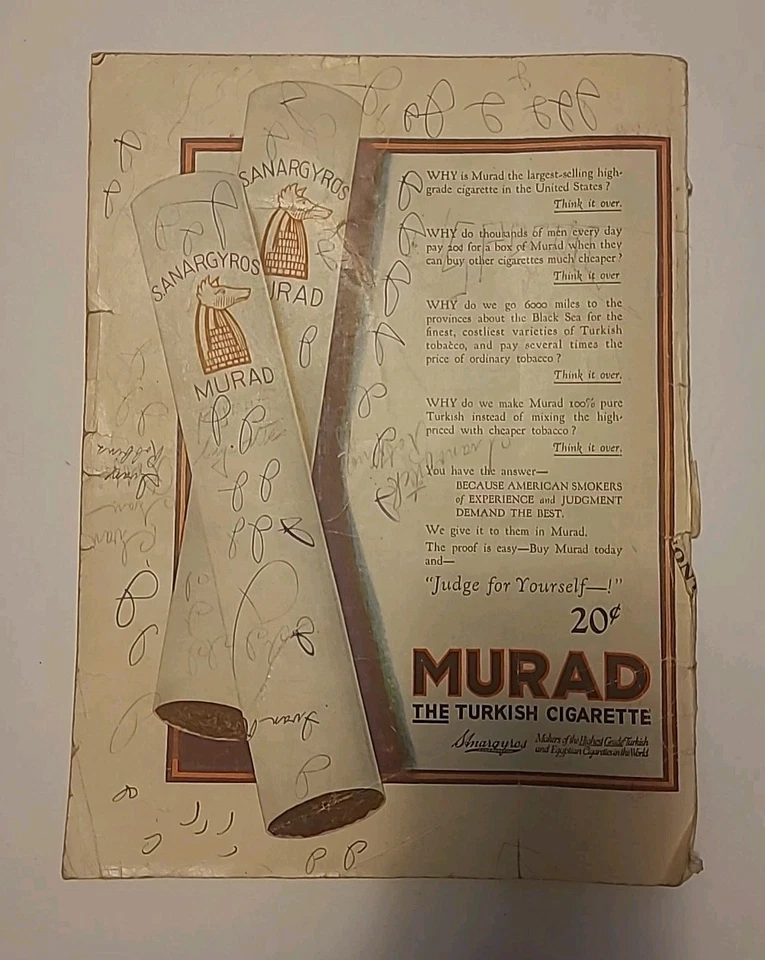 SANARGYROS
MURAD
SANARGYROS
URAD
WHY is Murad the largest-selling high-
grade cigarette in the United States?
Think it over.
WHY do thousands of men every day
pay 20¢ for a box of Murad when they
can buy other cigarettes much cheaper?
Think it over
WHY do we go 6000 miles to the
provinces about the Black Sea for the
finest, costliest varieties of Turkish
tobacco, and pay several times the
price of ordinary tobacco?
Think it over.
WHY do we make Murad 100% pure
Turkish instead of mixing the high-
priced with cheaper tobacco?
Think it over.
You have the answer—
BECAUSE AMERICAN SMOKERS
of EXPERIENCE and JUDGMENT
DEMAND THE BEST.
We give it to them in Murad.
The proof is easy—Buy Murad today
and—
"Judge for Yourself—!"
20¢
MURAD
THE TURKISH CIGARETTE
S. Anargyros
Makers of the Highest Grade Turkish
and Egyptian Cigarettes in the World
Robbins
Ivan